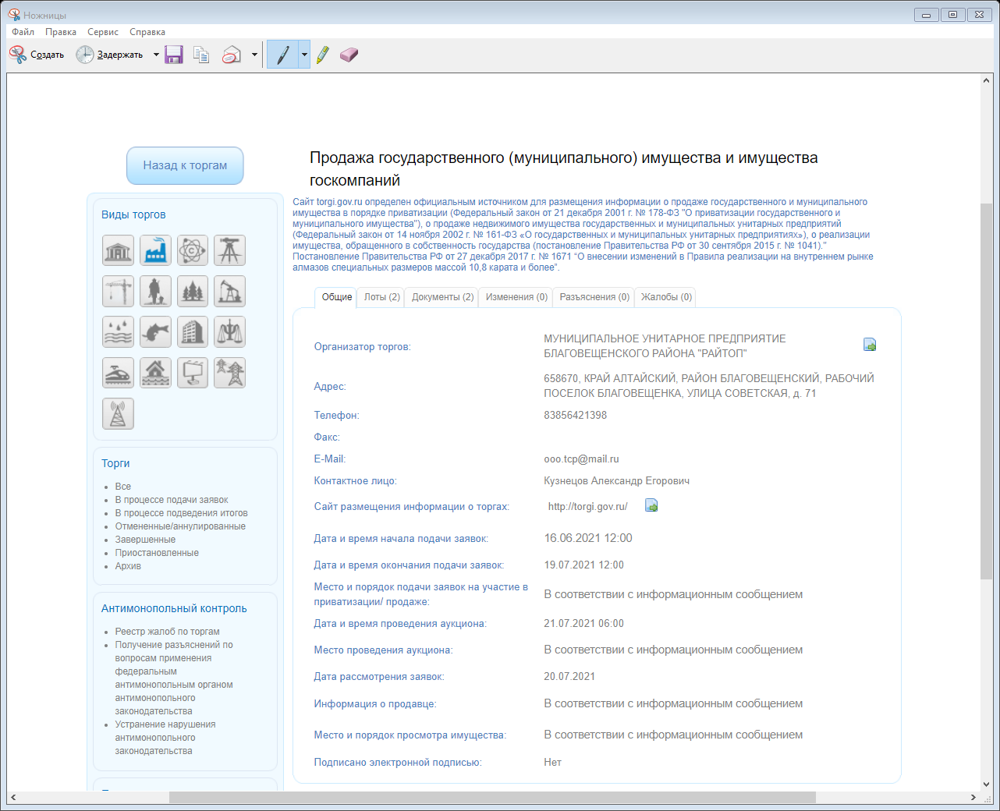 Ножницы
Файл Правка Сервис Справка
Создать Задержать
Назад к торгам
Продажа государственного (муниципального) имущества и имущества
госкомпаний
Сайт torgi.gov.ru определен официальным источником для размещения информации о продаже государственного и муниципального
имущества в порядке приватизации (Федеральный закон от 21 декабря 2001 г. № 178-ФЗ "О приватизации государственного и
муниципального имущества"), о продаже недвижимого имущества государственных и муниципальных унитарных предприятий
(Федеральный закон от 14 ноября 2002 г. № 161-ФЗ «О государственных и муниципальных унитарных предприятиях»), о реализации
имущества, обращенного в собственность государства (постановление Правительства РФ от 30 сентября 2015 г. № 1041)."
Постановление Правительства РФ от 27 декабря 2017 г. № 1671 “О внесении изменений в Правила реализации на внутреннем рынке
алмазов специальных размеров массой 10,8 карата и более”.
Виды торгов
Торги
Все
В процессе подачи заявок
В процессе подведения итогов
Отмененные/аннулированные
Завершенные
Приостановленные
Архив
Антимонопольный контроль
Реестр жалоб по торгам
Получение разъяснений по
вопросам применения
федеральным
антимонопольным органом
антимонопольного
законодательства
Устранение нарушения
антимонопольного
законодательства
Общие Лоты (2) Документы (2) Изменения (0) Разъяснения (0) Жалобы (0)
Организатор торгов: МУНИЦИПАЛЬНОЕ УНИТАРНОЕ ПРЕДПРИЯТИЕ
БЛАГОВЕЩЕНСКОГО РАЙОНА "РАЙТОП"
Адрес: 658670, КРАЙ АЛТАЙСКИЙ, РАЙОН БЛАГОВЕЩЕНСКИЙ, РАБОЧИЙ
ПОСЕЛОК БЛАГОВЕЩЕНКА, УЛИЦА СОВЕТСКАЯ, д. 71
Телефон: 83856421398
Факс:
E-Mail: ooo.tcp@mail.ru
Контактное лицо: Кузнецов Александр Егорович
Сайт размещения информации о торгах: http://torgi.gov.ru/
Дата и время начала подачи заявок: 16.06.2021 12:00
Дата и время окончания подачи заявок: 19.07.2021 12:00
Место и порядок подачи заявок на участие в
приватизации/ продаже: В соответствии с информационным сообщением
Дата и время проведения аукциона: 21.07.2021 06:00
Место проведения аукциона: В соответствии с информационным сообщением
Дата рассмотрения заявок: 20.07.2021
Информация о продавце: В соответствии с информационным сообщением
Место и порядок просмотра имущества: В соответствии с информационным сообщением
Подписано электронной подписью: Нет